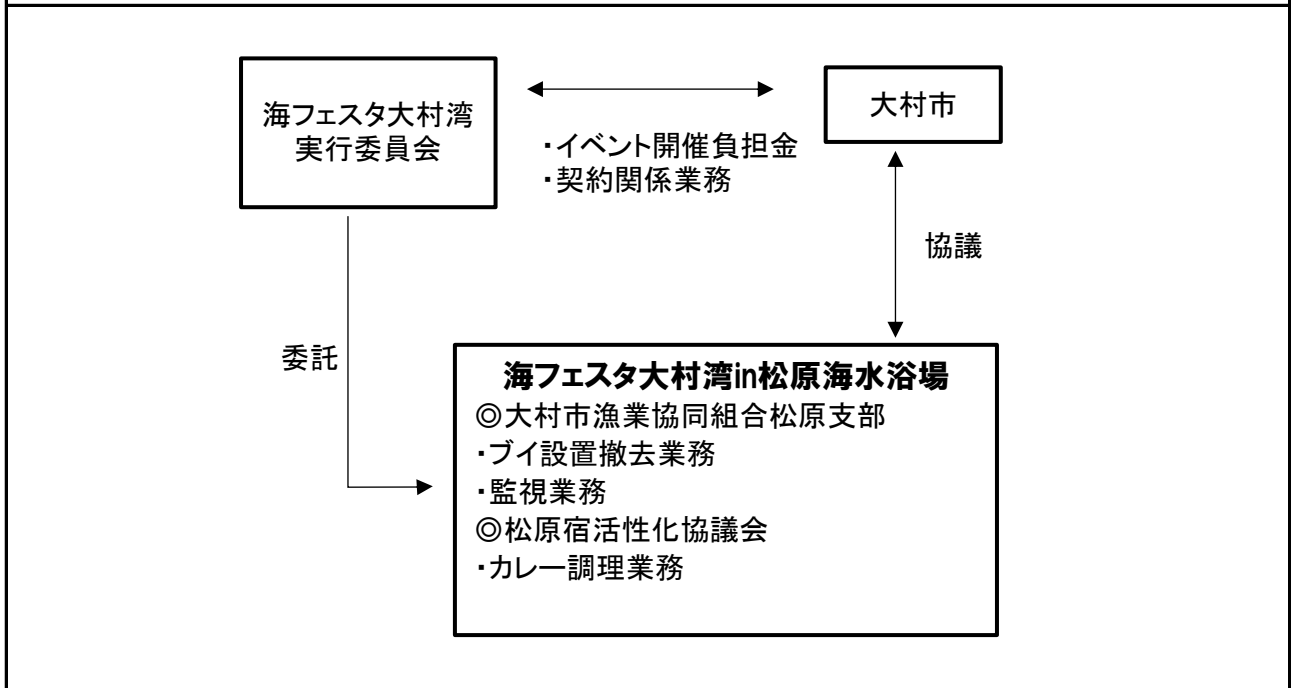 海フェスタ大村湾
実行委員会
大村市
・イベント開催負担金
・契約関係業務
協議
委託
海フェスタ大村湾in松原海水浴場
◎大村市漁業協同組合松原支部
・ブイ設置撤去業務
・監視業務
◎松原宿活性化協議会
・カレー調理業務